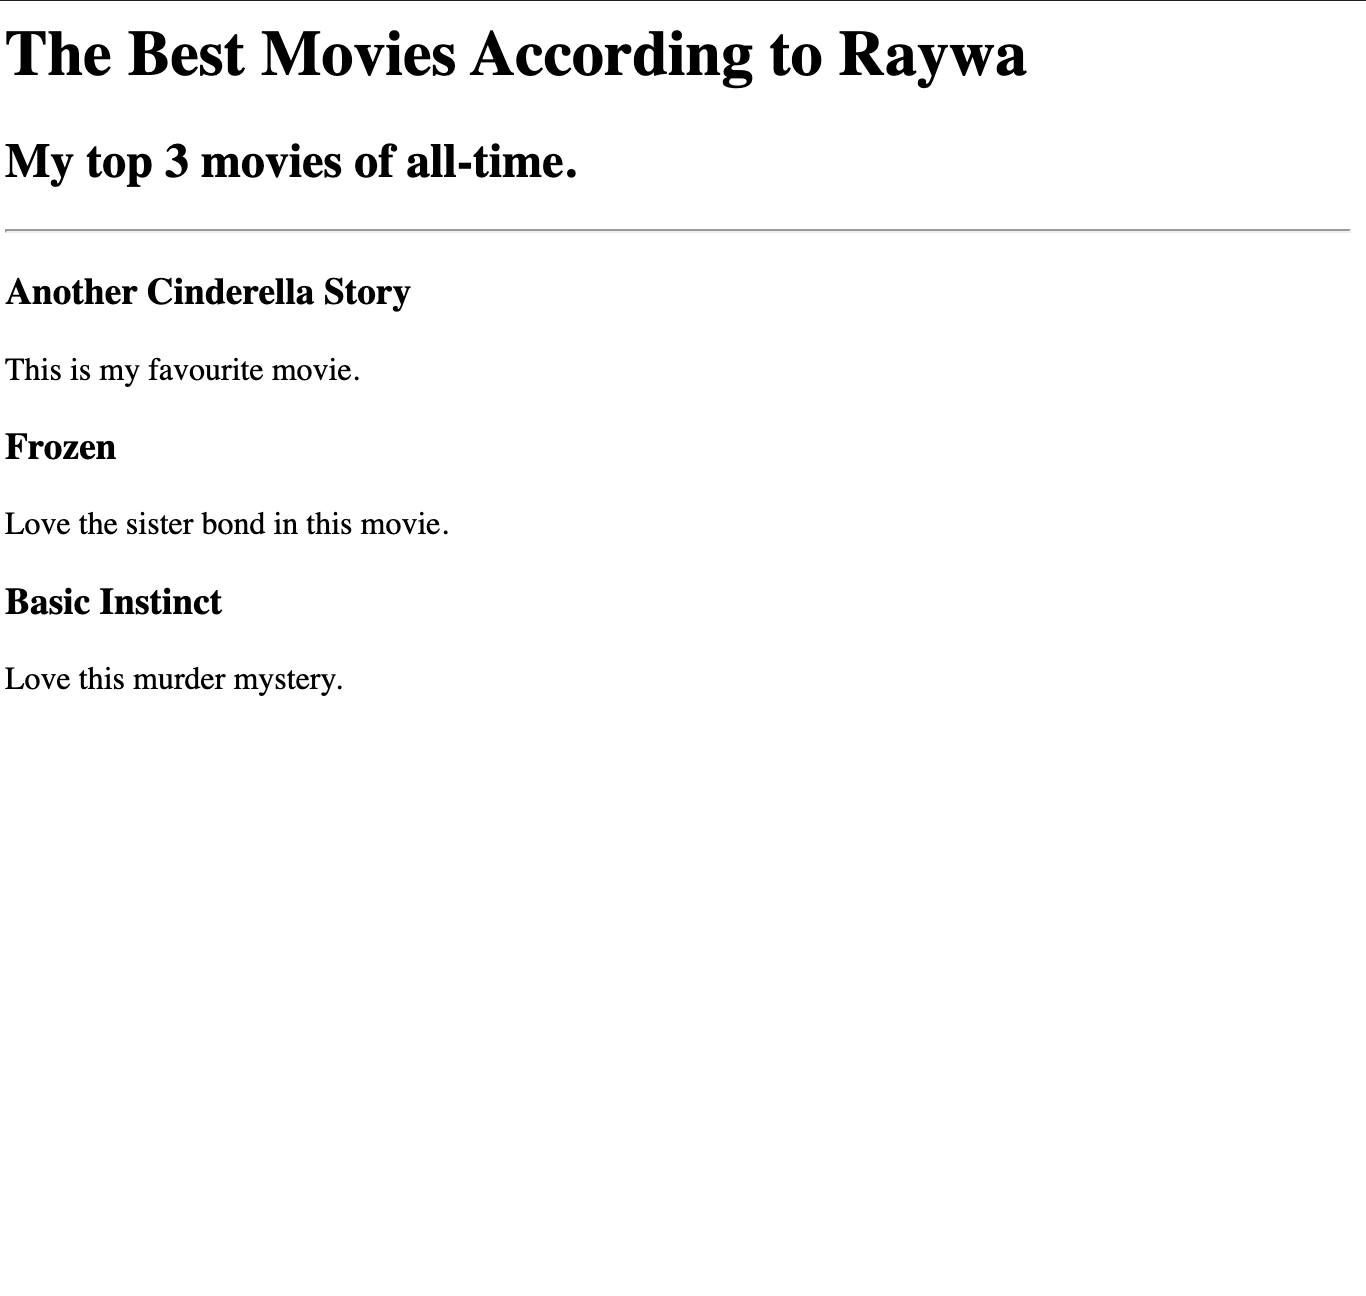 The Best Movies According to Raywa
My top 3 movies of all-time.
Another Cinderella Story
This is my favourite movie.
Frozen
Love the sister bond in this movie.
Basic Instinct
Love this murder mystery.